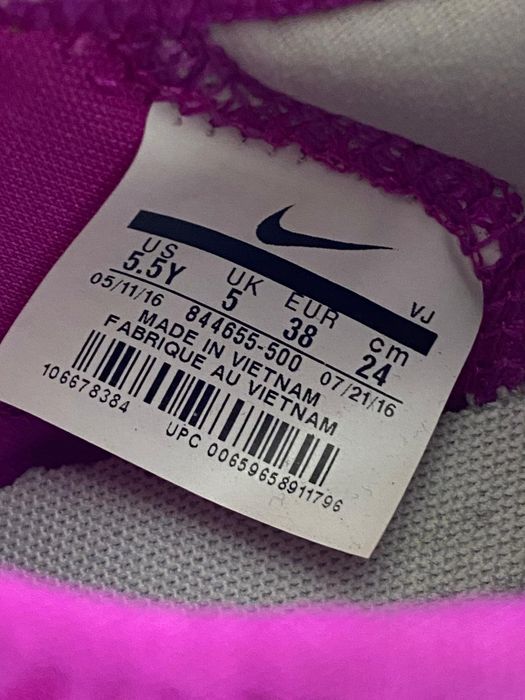 VJ
US UK EUR cm
5.5Y 5 38 24
05/11/16 844655-500 07/21/16
MADE IN VIETNAM
FABRIQUE AU VIETNAM
106678384
UPC 00659658911796